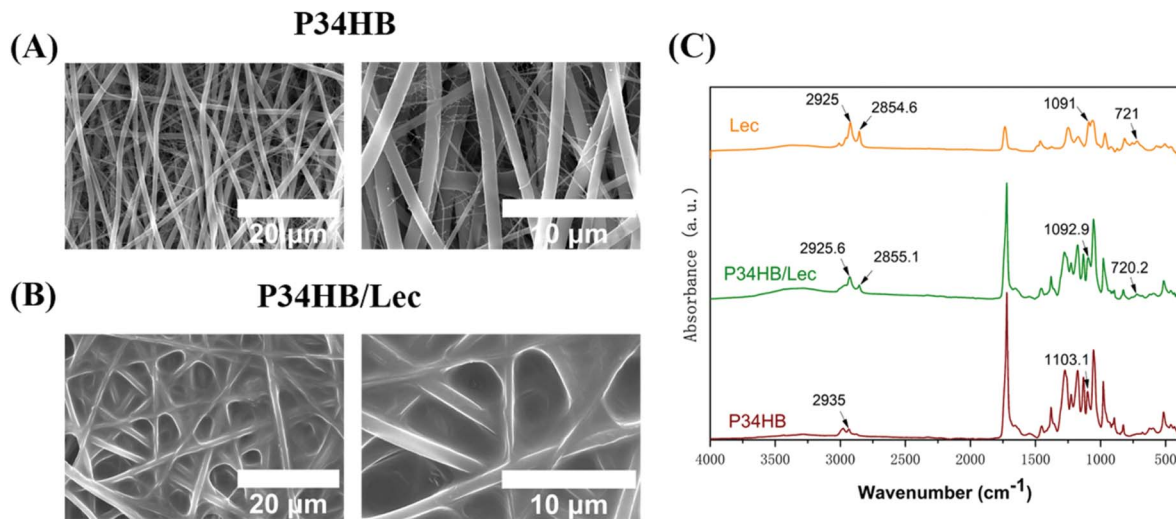 P34HB
(A)
20 μm
10 μm
P34HB/Lec
(B)
20 μm
10 μm
(C)
Absorbance (a. u.)
Lec
2925
2854.6
1091
721
P34HB/Lec
2925.6
2855.1
1092.9
720.2
P34HB
2935
1103.1
4000 3500 3000 2500 2000 1500 1000 500
Wavenumber (cm⁻¹)